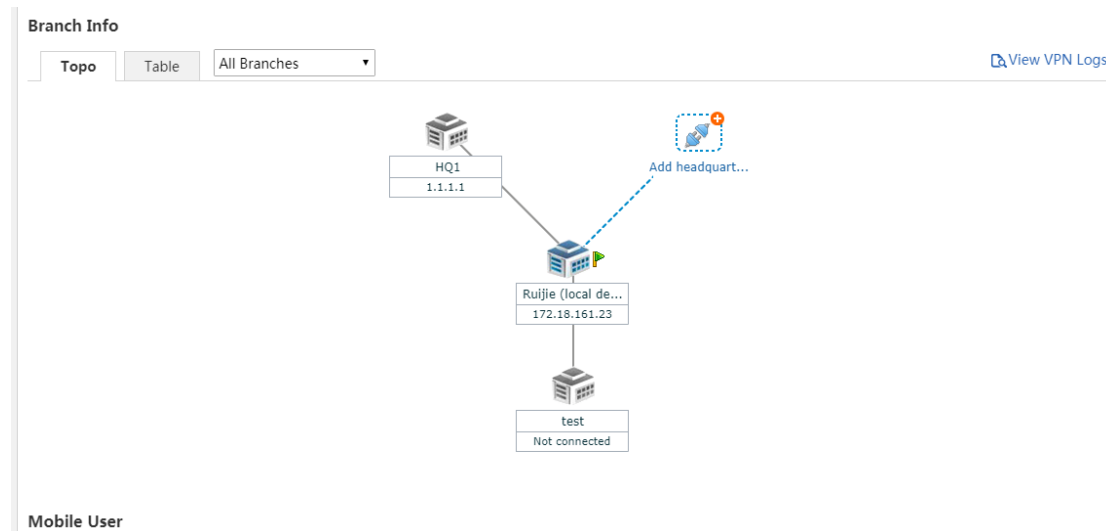 Branch Info
Topo
Table
All Branches
View VPN Logs
HQ1
1.1.1.1
Add headquart...
Ruijie (local de...
172.18.161.23
test
Not connected
Mobile User